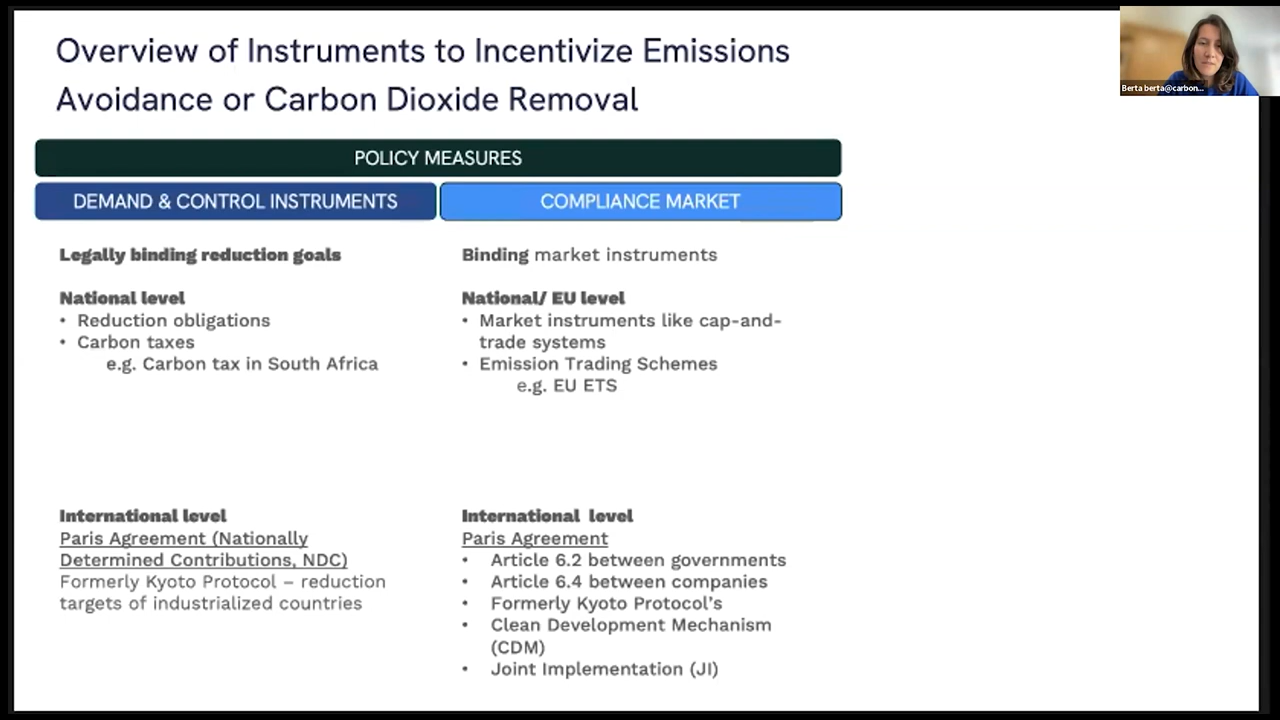 Overview of Instruments to Incentivize Emissions
Avoidance or Carbon Dioxide Removal
Berta berta@carbon...
POLICY MEASURES
DEMAND & CONTROL INSTRUMENTS
Legally binding reduction goals
National level
• Reduction obligations
• Carbon taxes
e.g. Carbon tax in South Africa
International level
Paris Agreement (Nationally
Determined Contributions, NDC)
Formerly Kyoto Protocol – reduction
targets of industrialized countries
COMPLIANCE MARKET
Binding market instruments
National/ EU level
• Market instruments like cap-and-
trade systems
• Emission Trading Schemes
e.g. EU ETS
International level
Paris Agreement
• Article 6.2 between governments
• Article 6.4 between companies
• Formerly Kyoto Protocol’s
• Clean Development Mechanism
(CDM)
• Joint Implementation (JI)